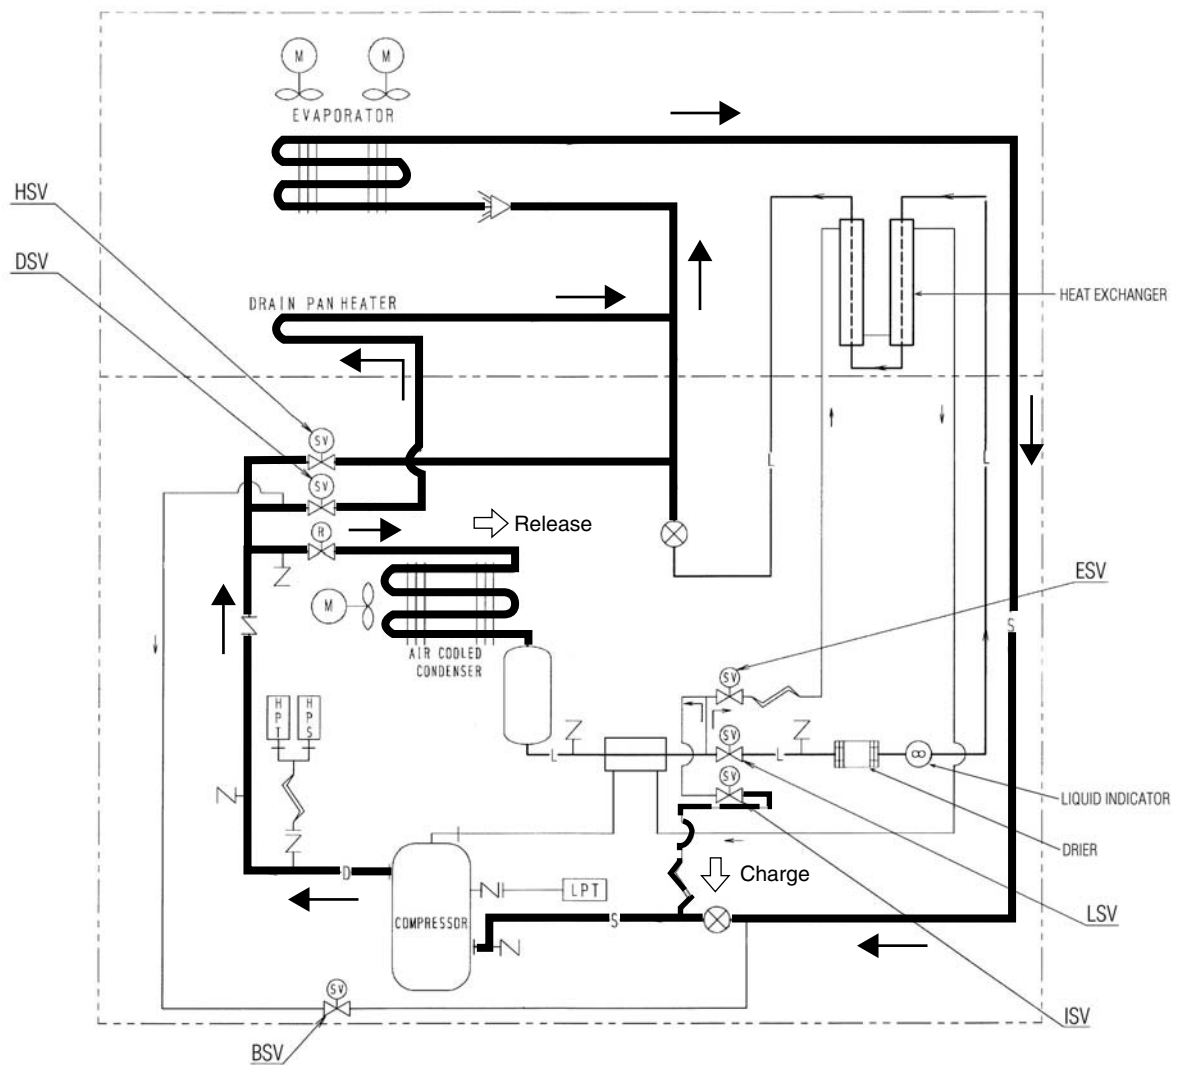 M
M
EVAPORATOR
HSV
DSV
DRAIN PAN HEATER
HEAT EXCHANGER
SV
SV
L
L
R
Release
ESV
M
S
AIR COOLED
CONDENSER
SV
HPT
HPS
SV
L
L
SV
LIQUID INDICATOR
DRIER
D
Charge
LPT
COMPRESSOR
S
LSV
SV
ISV
BSV